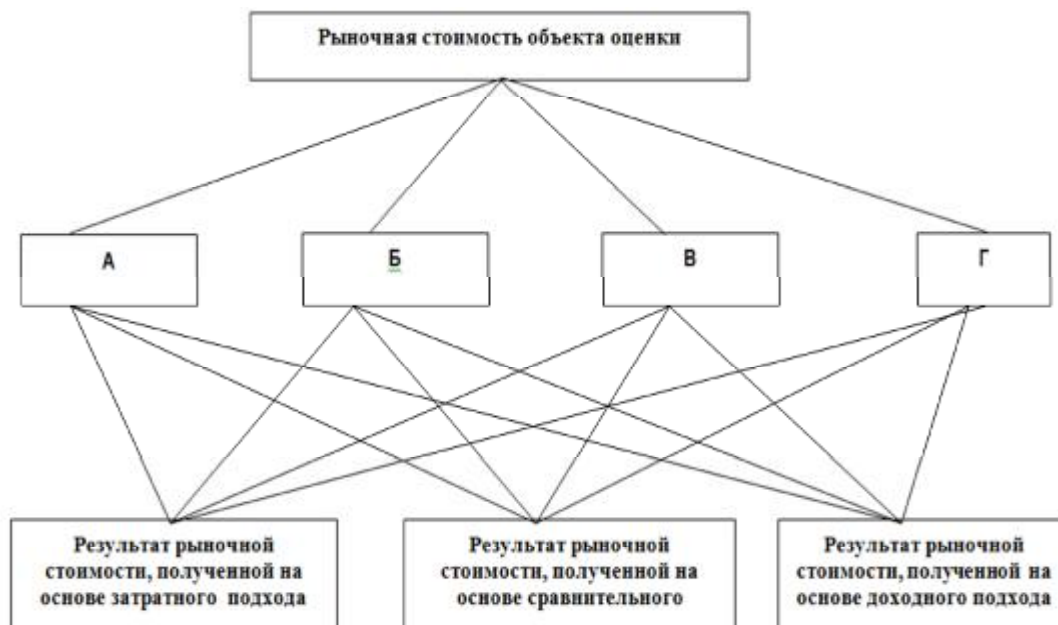 Рыночная стоимость объекта оценки
А
Б
В
Г
Результат рыночной
стоимости, полученной на
основе затратного подхода
Результат рыночной
стоимости, полученной на
основе сравнительного
Результат рыночной
стоимости, полученной на
основе доходного подхода